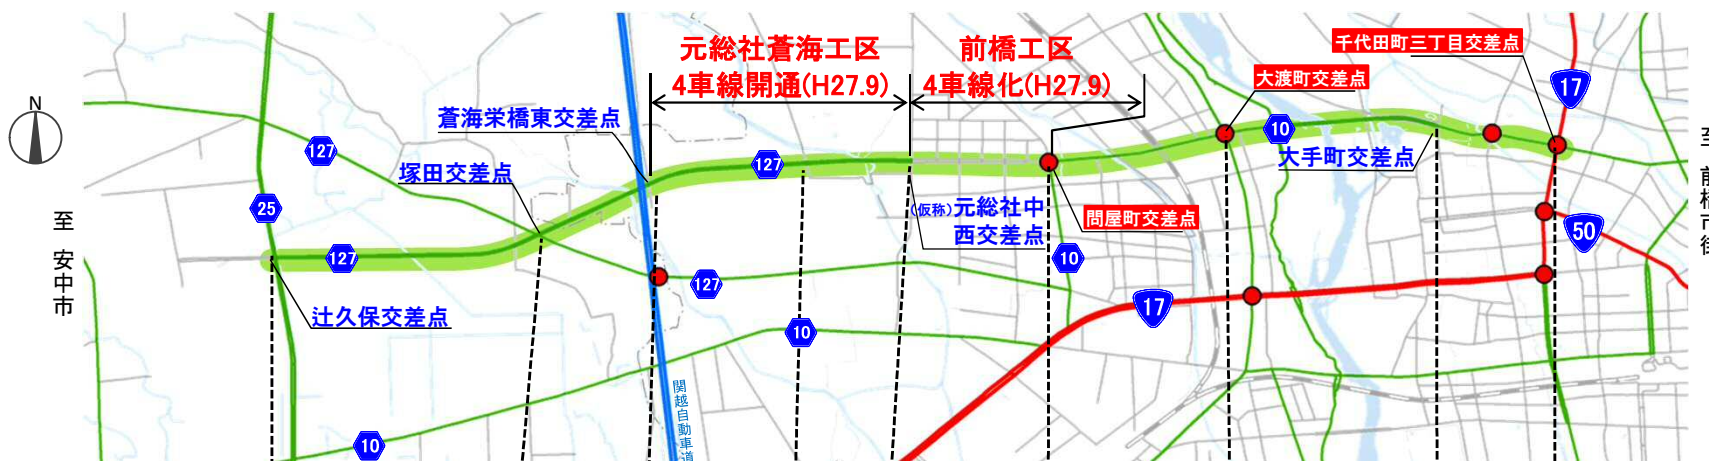 元総社蒼海工区
4車線開通(H27.9)
前橋工区
4車線化(H27.9)
千代田町三丁目交差点
大渡町交差点
17
N
蒼海栄橋東交差点
127
塚田交差点
127
10
大手町交差点
至 前橋市街
至 安中市
25
127
(仮称)元総社中
西交差点
問屋町交差点
50
10
127
17
辻久保交差点
10
関越自動車道
10